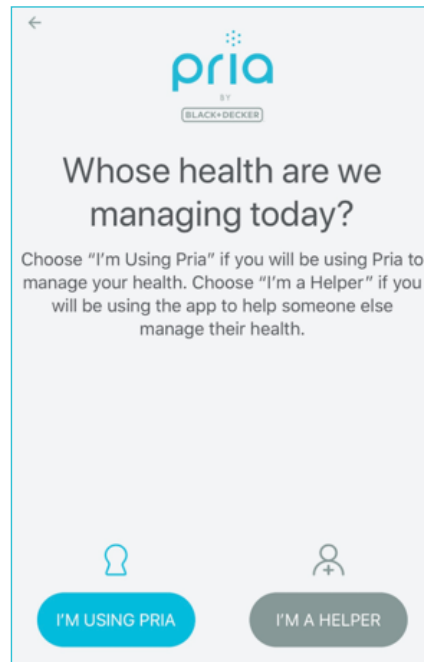 pria
BY
BLACK+DECKER
Whose health are we
managing today?
Choose “I’m Using Pria” if you will be using Pria to
manage your health. Choose “I’m a Helper” if you
will be using the app to help someone else
manage their health.
I’M USING PRIA
I’M A HELPER